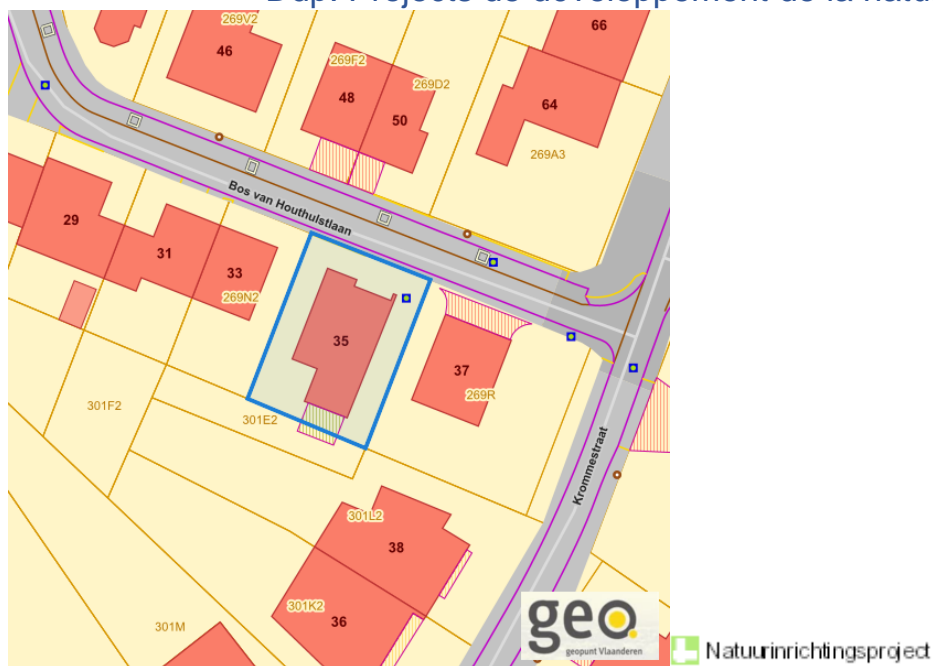 66
269V2
46
269F2
269D2
48
50
64
269A3
Bos van Houthulstlaan
29
31
33
269N2
35
37
269R
301F2
301E2
Krommestraat
301L2
38
301K2
36
301M
geo.
geopunt Vlaanderen
Natuurinrichtingsproject